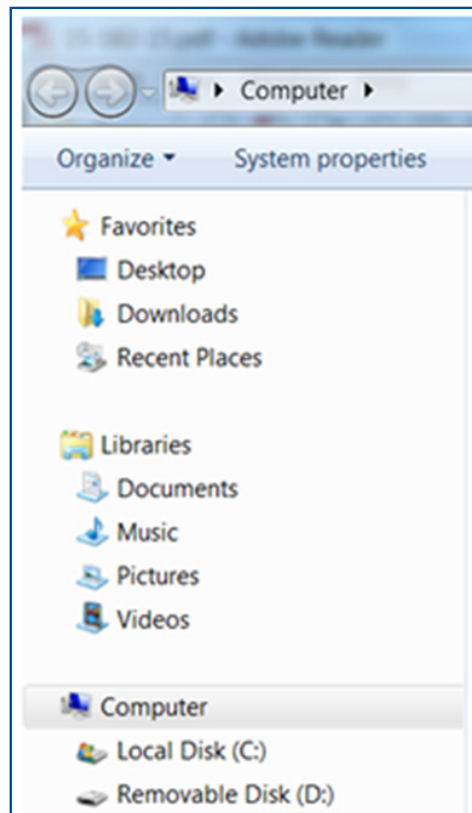 Computer
Organize System properties
Favorites
Desktop
Downloads
Recent Places
Libraries
Documents
Music
Pictures
Videos
Computer
Local Disk (C:)
Removable Disk (D:)